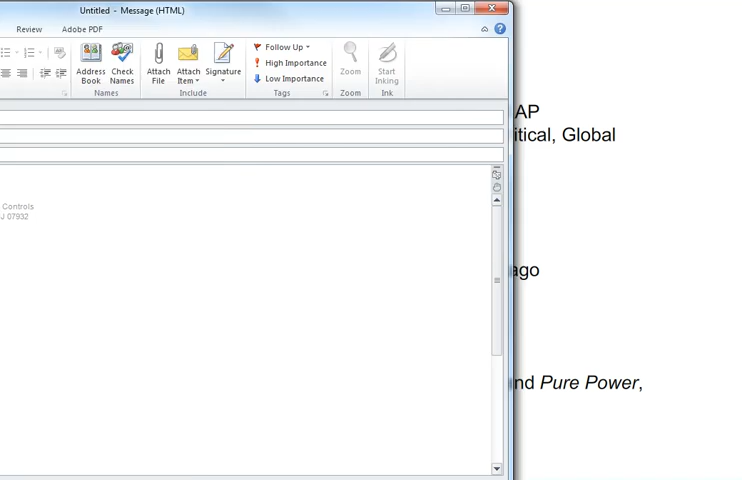 Untitled - Message (HTML)
Review Adobe PDF
Address Book
Check Names
Attach File
Attach Item
Signature
Follow Up
High Importance
Low Importance
Zoom
Start Inking
Names Include Tags Zoom Ink
AP
itical, Global
Controls
J 07932
ago
nd Pure Power,